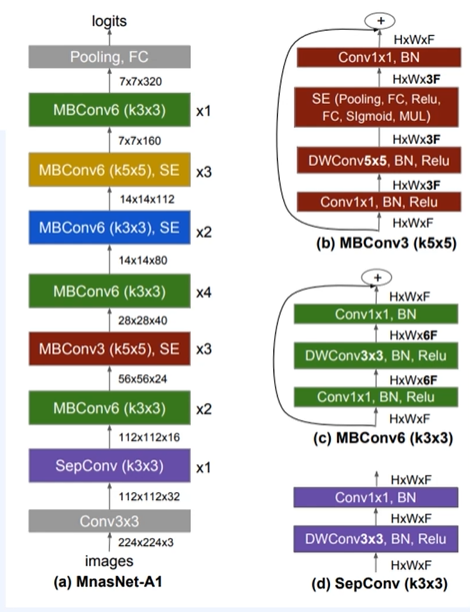 logits
Pooling, FC
7x7x320
MBConv6 (k3x3) x1
7x7x160
MBConv6 (k5x5), SE x3
14x14x112
MBConv6 (k3x3), SE x2
14x14x80
MBConv6 (k3x3) x4
28x28x40
MBConv3 (k5x5), SE x3
56x56x24
MBConv6 (k3x3) x2
112x112x16
SepConv (k3x3) x1
112x112x32
Conv3x3
224x224x3
images
(a) MnasNet-A1
+
HxWxF
Conv1x1, BN
HxWx3F
SE (Pooling, FC, Relu,
FC, SIgmoid, MUL)
HxWx3F
DWConv5x5, BN, Relu
HxWx3F
Conv1x1, BN, Relu
HxWxF
(b) MBConv3 (k5x5)
+
HxWxF
Conv1x1, BN
HxWx6F
DWConv3x3, BN, Relu
HxWx6F
Conv1x1, BN, Relu
HxWxF
(c) MBConv6 (k3x3)
HxWxF
Conv1x1, BN
HxWxF
DWConv3x3, BN, Relu
HxWxF
(d) SepConv (k3x3)